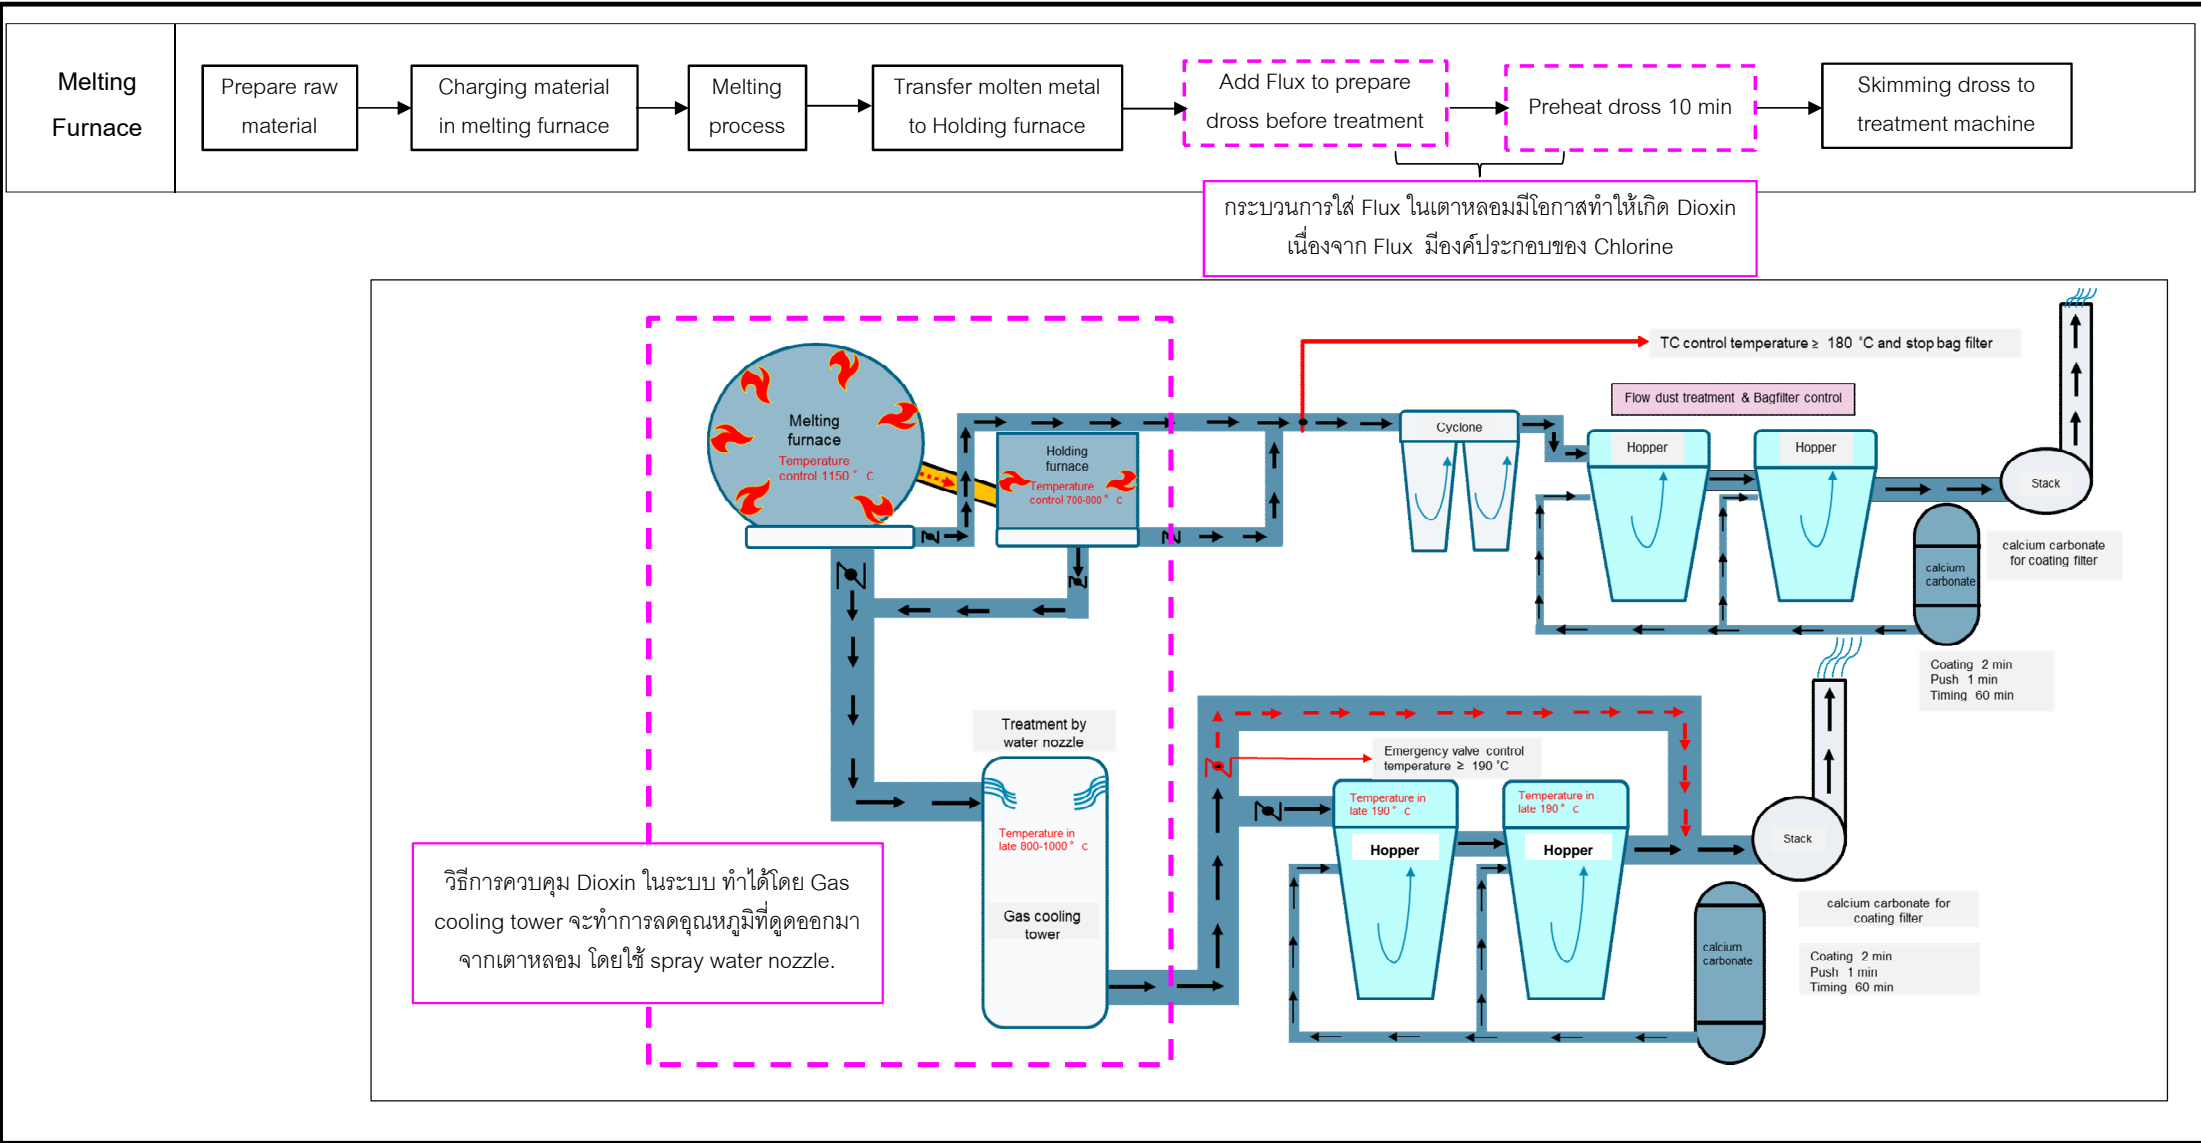 Melting
Furnace
Prepare raw
material
Charging material
in melting furnace
Melting
process
Transfer molten metal
to Holding furnace
Add Flux to prepare
dross before treatment
Preheat dross 10 min
Skimming dross to
treatment machine
กระบวนการใส่ Flux ในเตาหลอมมีโอกาสทำให้เกิด Dioxin
เนื่องจาก Flux มีองค์ประกอบของ Chlorine
TC control temperature ≥ 180 °C and stop bag filter
Flow dust treatment & Bagfilter control
Melting
furnace
Temperature
control 1150° C
Holding
furnace
Temperature
control 700-800° C
Cyclone
Hopper
Hopper
Stack
calcium
carbonate
calcium carbonate
for coating filter
Coating 2 min
Push 1 min
Timing 60 min
Treatment by
water nozzle
Temperature in
late 800-1000° C
Gas cooling
tower
Emergency valve control
temperature ≥ 190 °C
Temperature in
late 190° C
Hopper
Temperature in
late 190° C
Hopper
Stack
calcium
carbonate
calcium carbonate for
coating filter
Coating 2 min
Push 1 min
Timing 60 min
วิธีการควบคุม Dioxin ในระบบ ทำได้โดย Gas
cooling tower จะทำการลดอุณหภูมิที่ดูดออกมา
จากเตาหลอม โดยใช้ spray water nozzle.